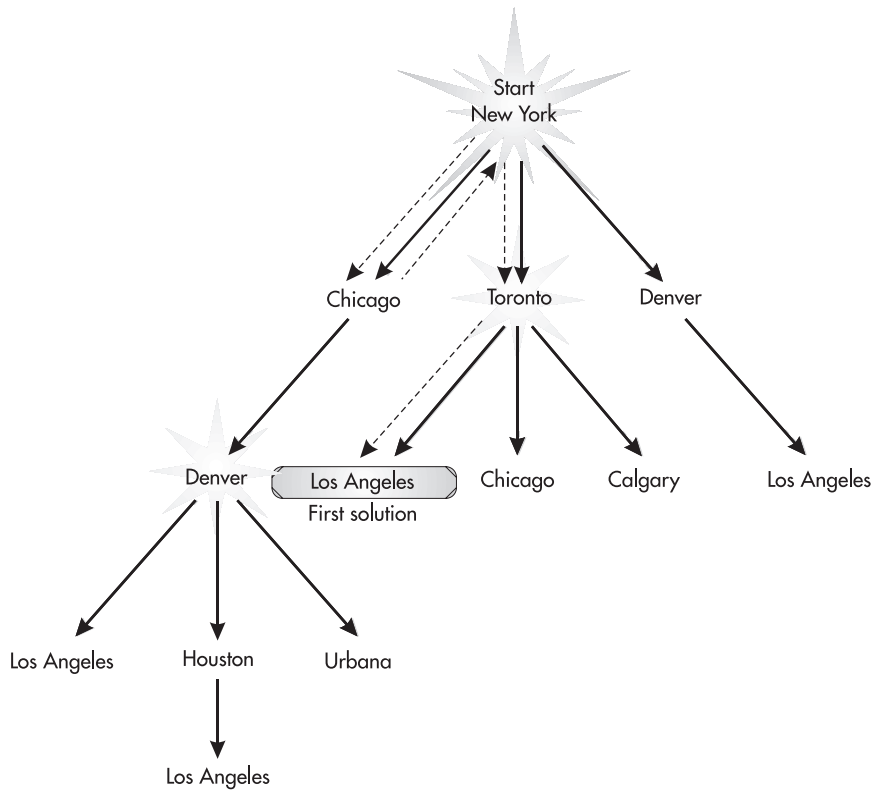 Start
New York
Chicago
Toronto
Denver
Denver
Los Angeles
First solution
Chicago
Calgary
Los Angeles
Los Angeles
Houston
Urbana
Los Angeles